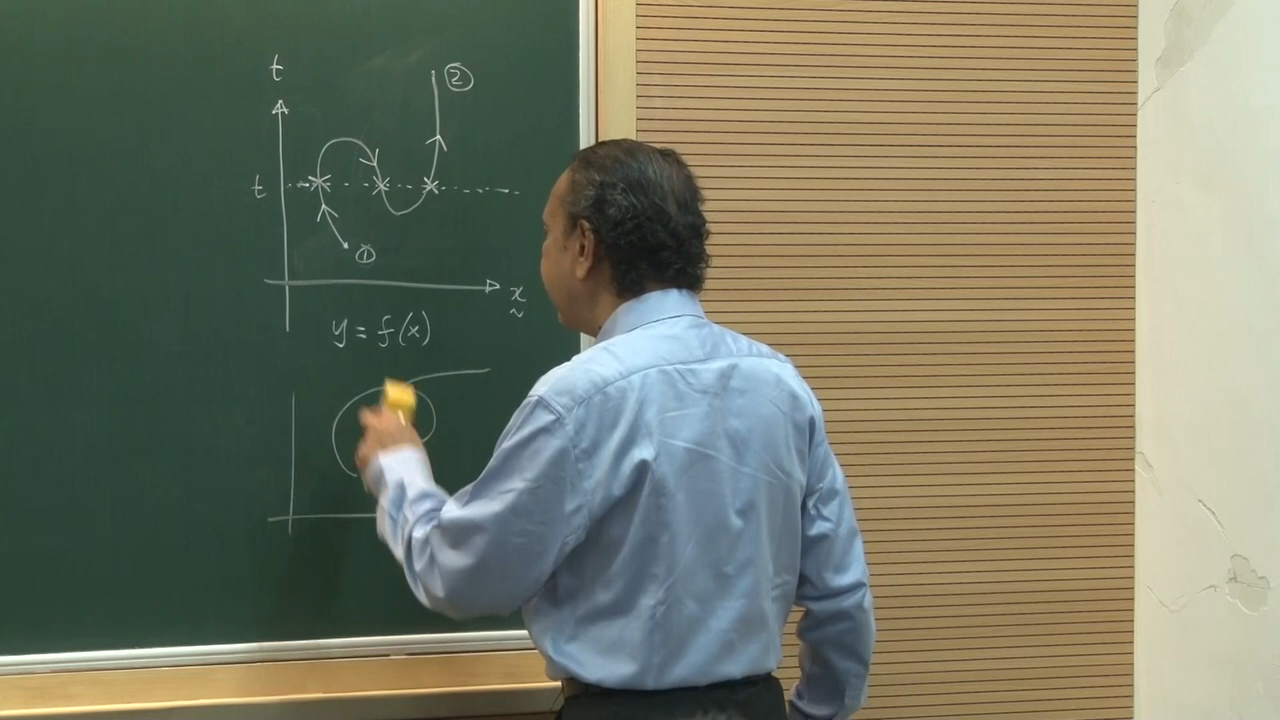 t
②
t
①
x
y = f(x)